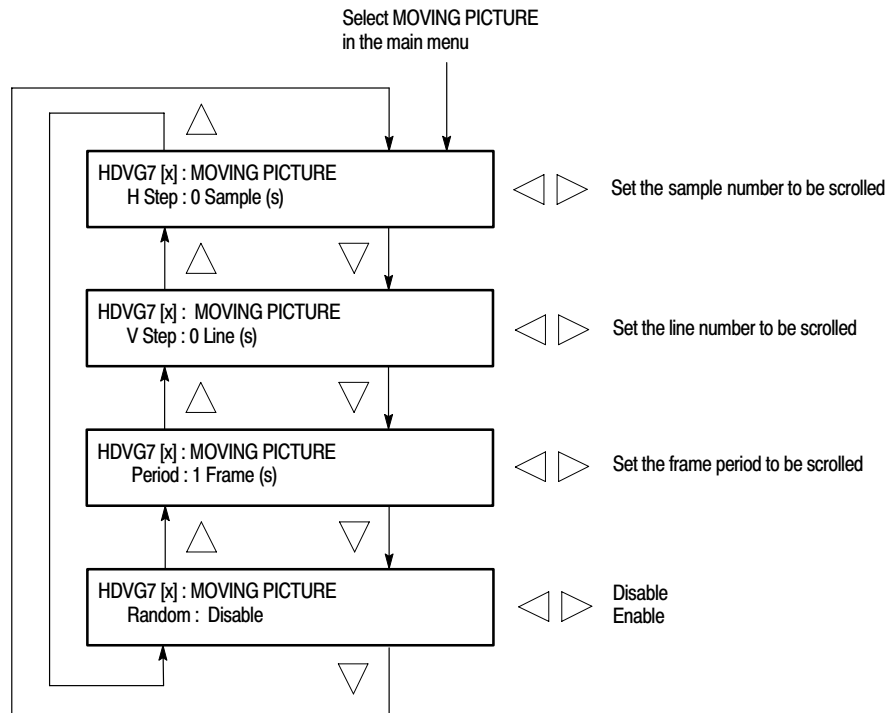 Select MOVING PICTURE
in the main menu
HDVG7 [x] : MOVING PICTURE
H Step : 0 Sample (s)
Set the sample number to be scrolled
HDVG7 [x] : MOVING PICTURE
V Step : 0 Line (s)
Set the line number to be scrolled
HDVG7 [x] : MOVING PICTURE
Period : 1 Frame (s)
Set the frame period to be scrolled
HDVG7 [x] : MOVING PICTURE
Random : Disable
Disable
Enable